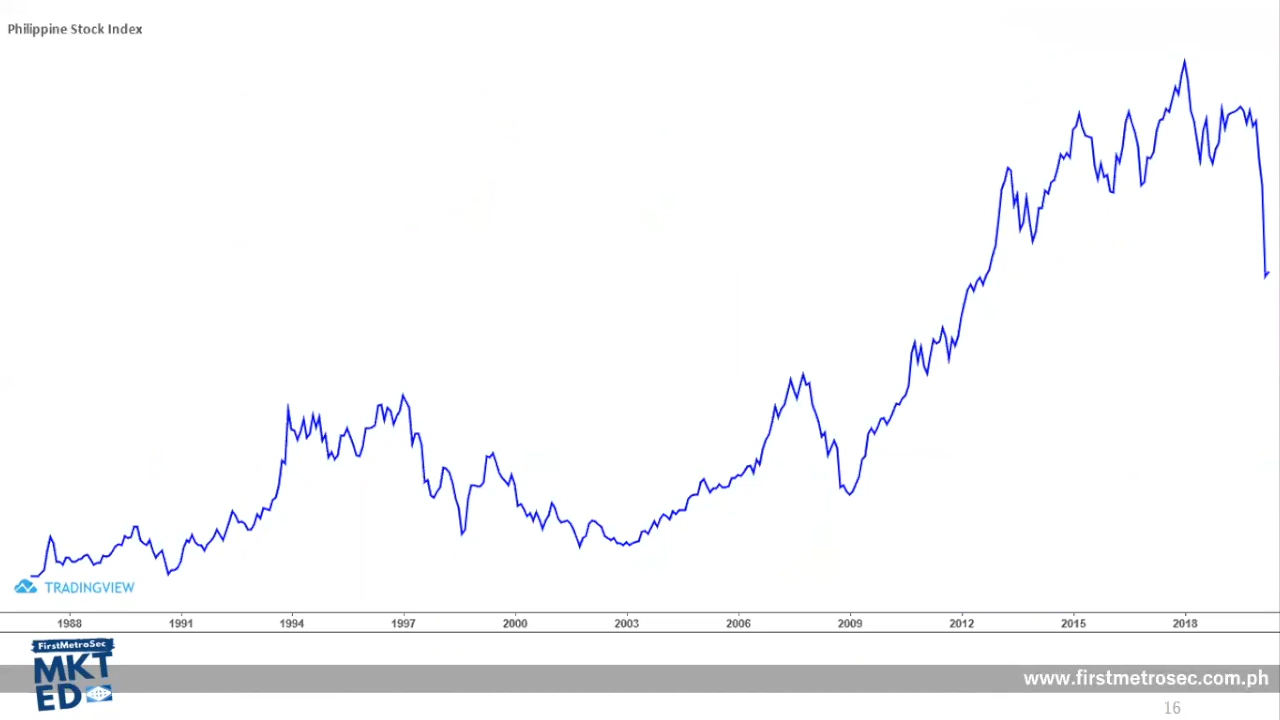 Philippine Stock Index
TRADINGVIEW
1988 1991 1994 1997 2000 2003 2006 2009 2012 2015 2018
FirstMetroSec
MKT
ED
www.firstmetrosec.com.ph
16